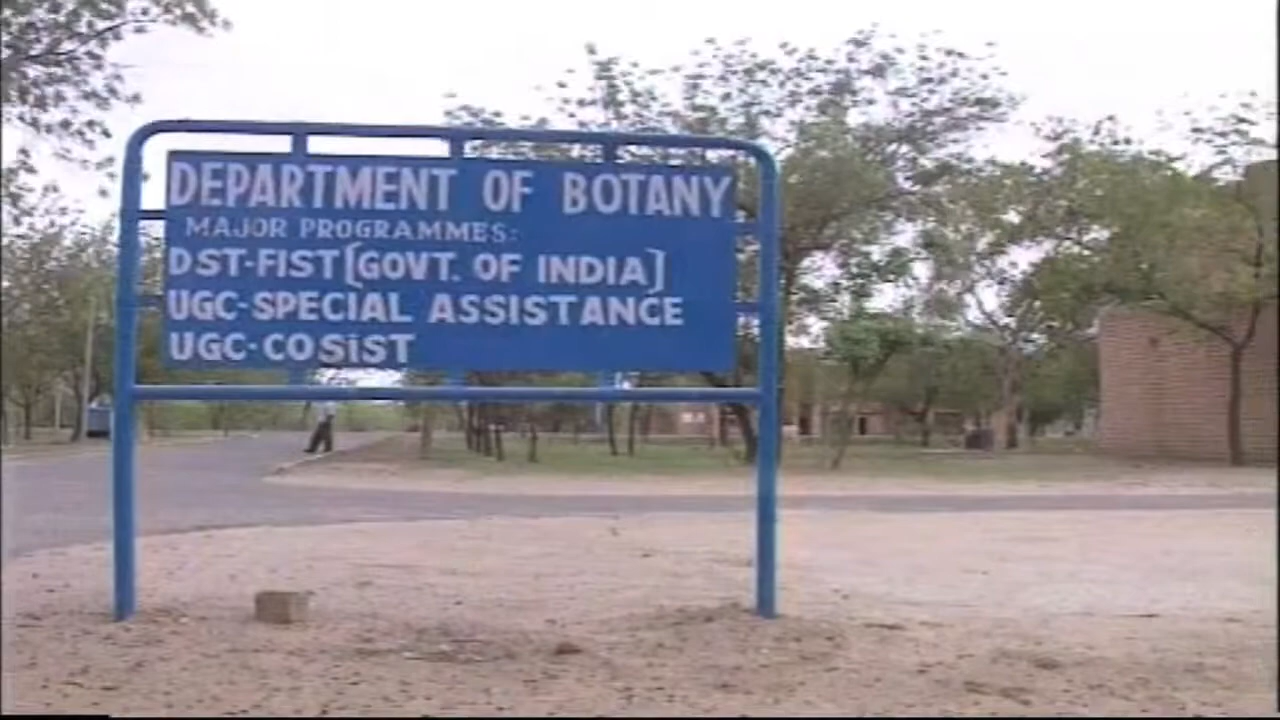 DEPARTMENT OF BOTANY
MAJOR PROGRAMMES:
DST-FIST[GOVT. OF INDIA]
UGC-SPECIAL ASSISTANCE
UGC-COSiST